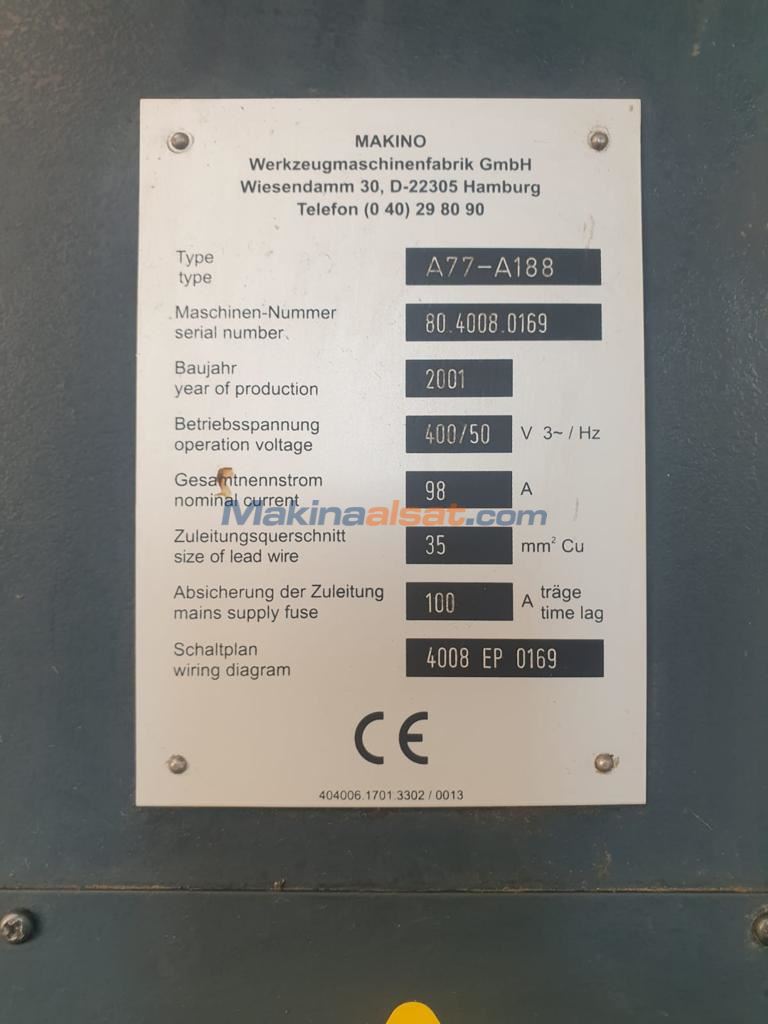 MAKINO
Werkzeugmaschinenfabrik GmbH
Wiesendamm 30, D-22305 Hamburg
Telefon (0 40) 29 80 90
Type
type
A77-A188
Maschinen-Nummer
serial number
80.4008.0169
Baujahr
year of production
2001
Betriebsspannung
operation voltage
400/50 V 3~ / Hz
Gesamtnennstrom
nominal current
98 A
Makinaalsat.com
Zuleitungsquerschnitt
size of lead wire
35 mm² Cu
Absicherung der Zuleitung
mains supply fuse
100 A träge
time lag
Schaltplan
wiring diagram
4008 EP 0169
CE
404006.1701.3302 / 0013